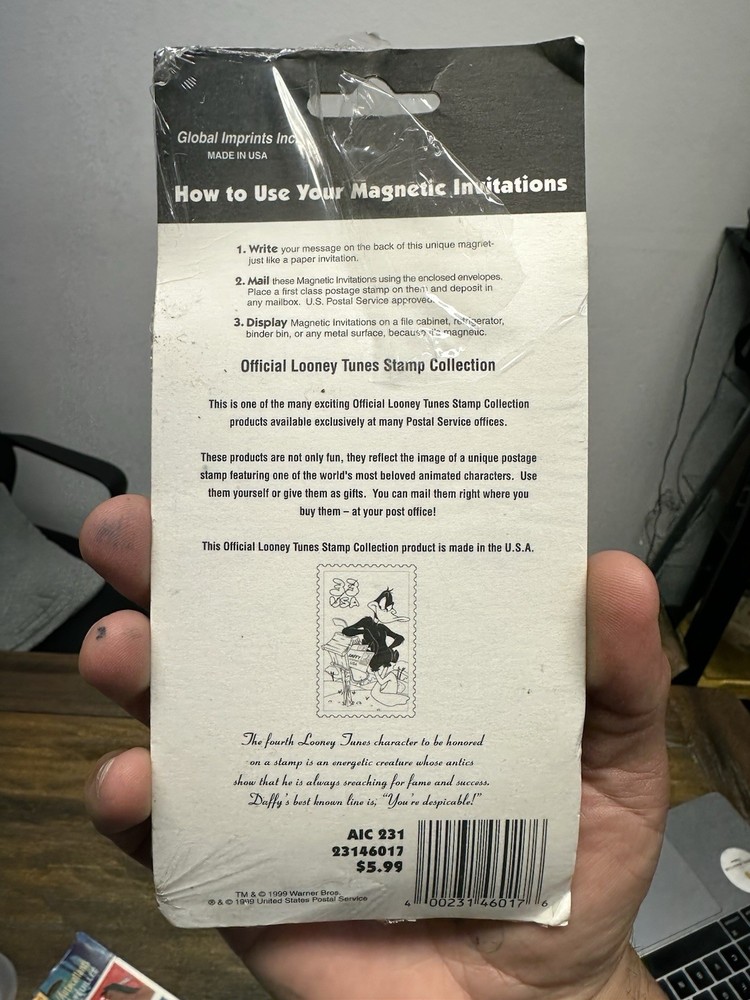 Global Imprints Inc.
MADE IN USA
How to Use Your Magnetic Invitations
1. Write your message on the back of this unique magnet-
just like a paper invitation.
2. Mail these Magnetic Invitations using the enclosed envelopes.
Place a first class postage stamp on them and deposit in
any mailbox. U.S. Postal Service approved.
3. Display Magnetic Invitations on a file cabinet, refrigerator,
binder bin, or any metal surface, because it's magnetic.
Official Looney Tunes Stamp Collection
This is one of the many exciting Official Looney Tunes Stamp Collection
products available exclusively at many Postal Service offices.
These products are not only fun, they reflect the image of a unique postage
stamp featuring one of the world's most beloved animated characters. Use
them yourself or give them as gifts. You can mail them right where you
buy them – at your post office!
This Official Looney Tunes Stamp Collection product is made in the U.S.A.
33
USA
DAFFY
The fourth Looney Tunes character to be honored
on a stamp is an energetic creature whose antics
show that he is always sreaching for fame and success.
Daffy's best known line is, "You're despicable!"
AIC 231
23146017
$5.99
TM & © 1999 Warner Bros.
® & © 1999 United States Postal Service
4 00231 46017 6